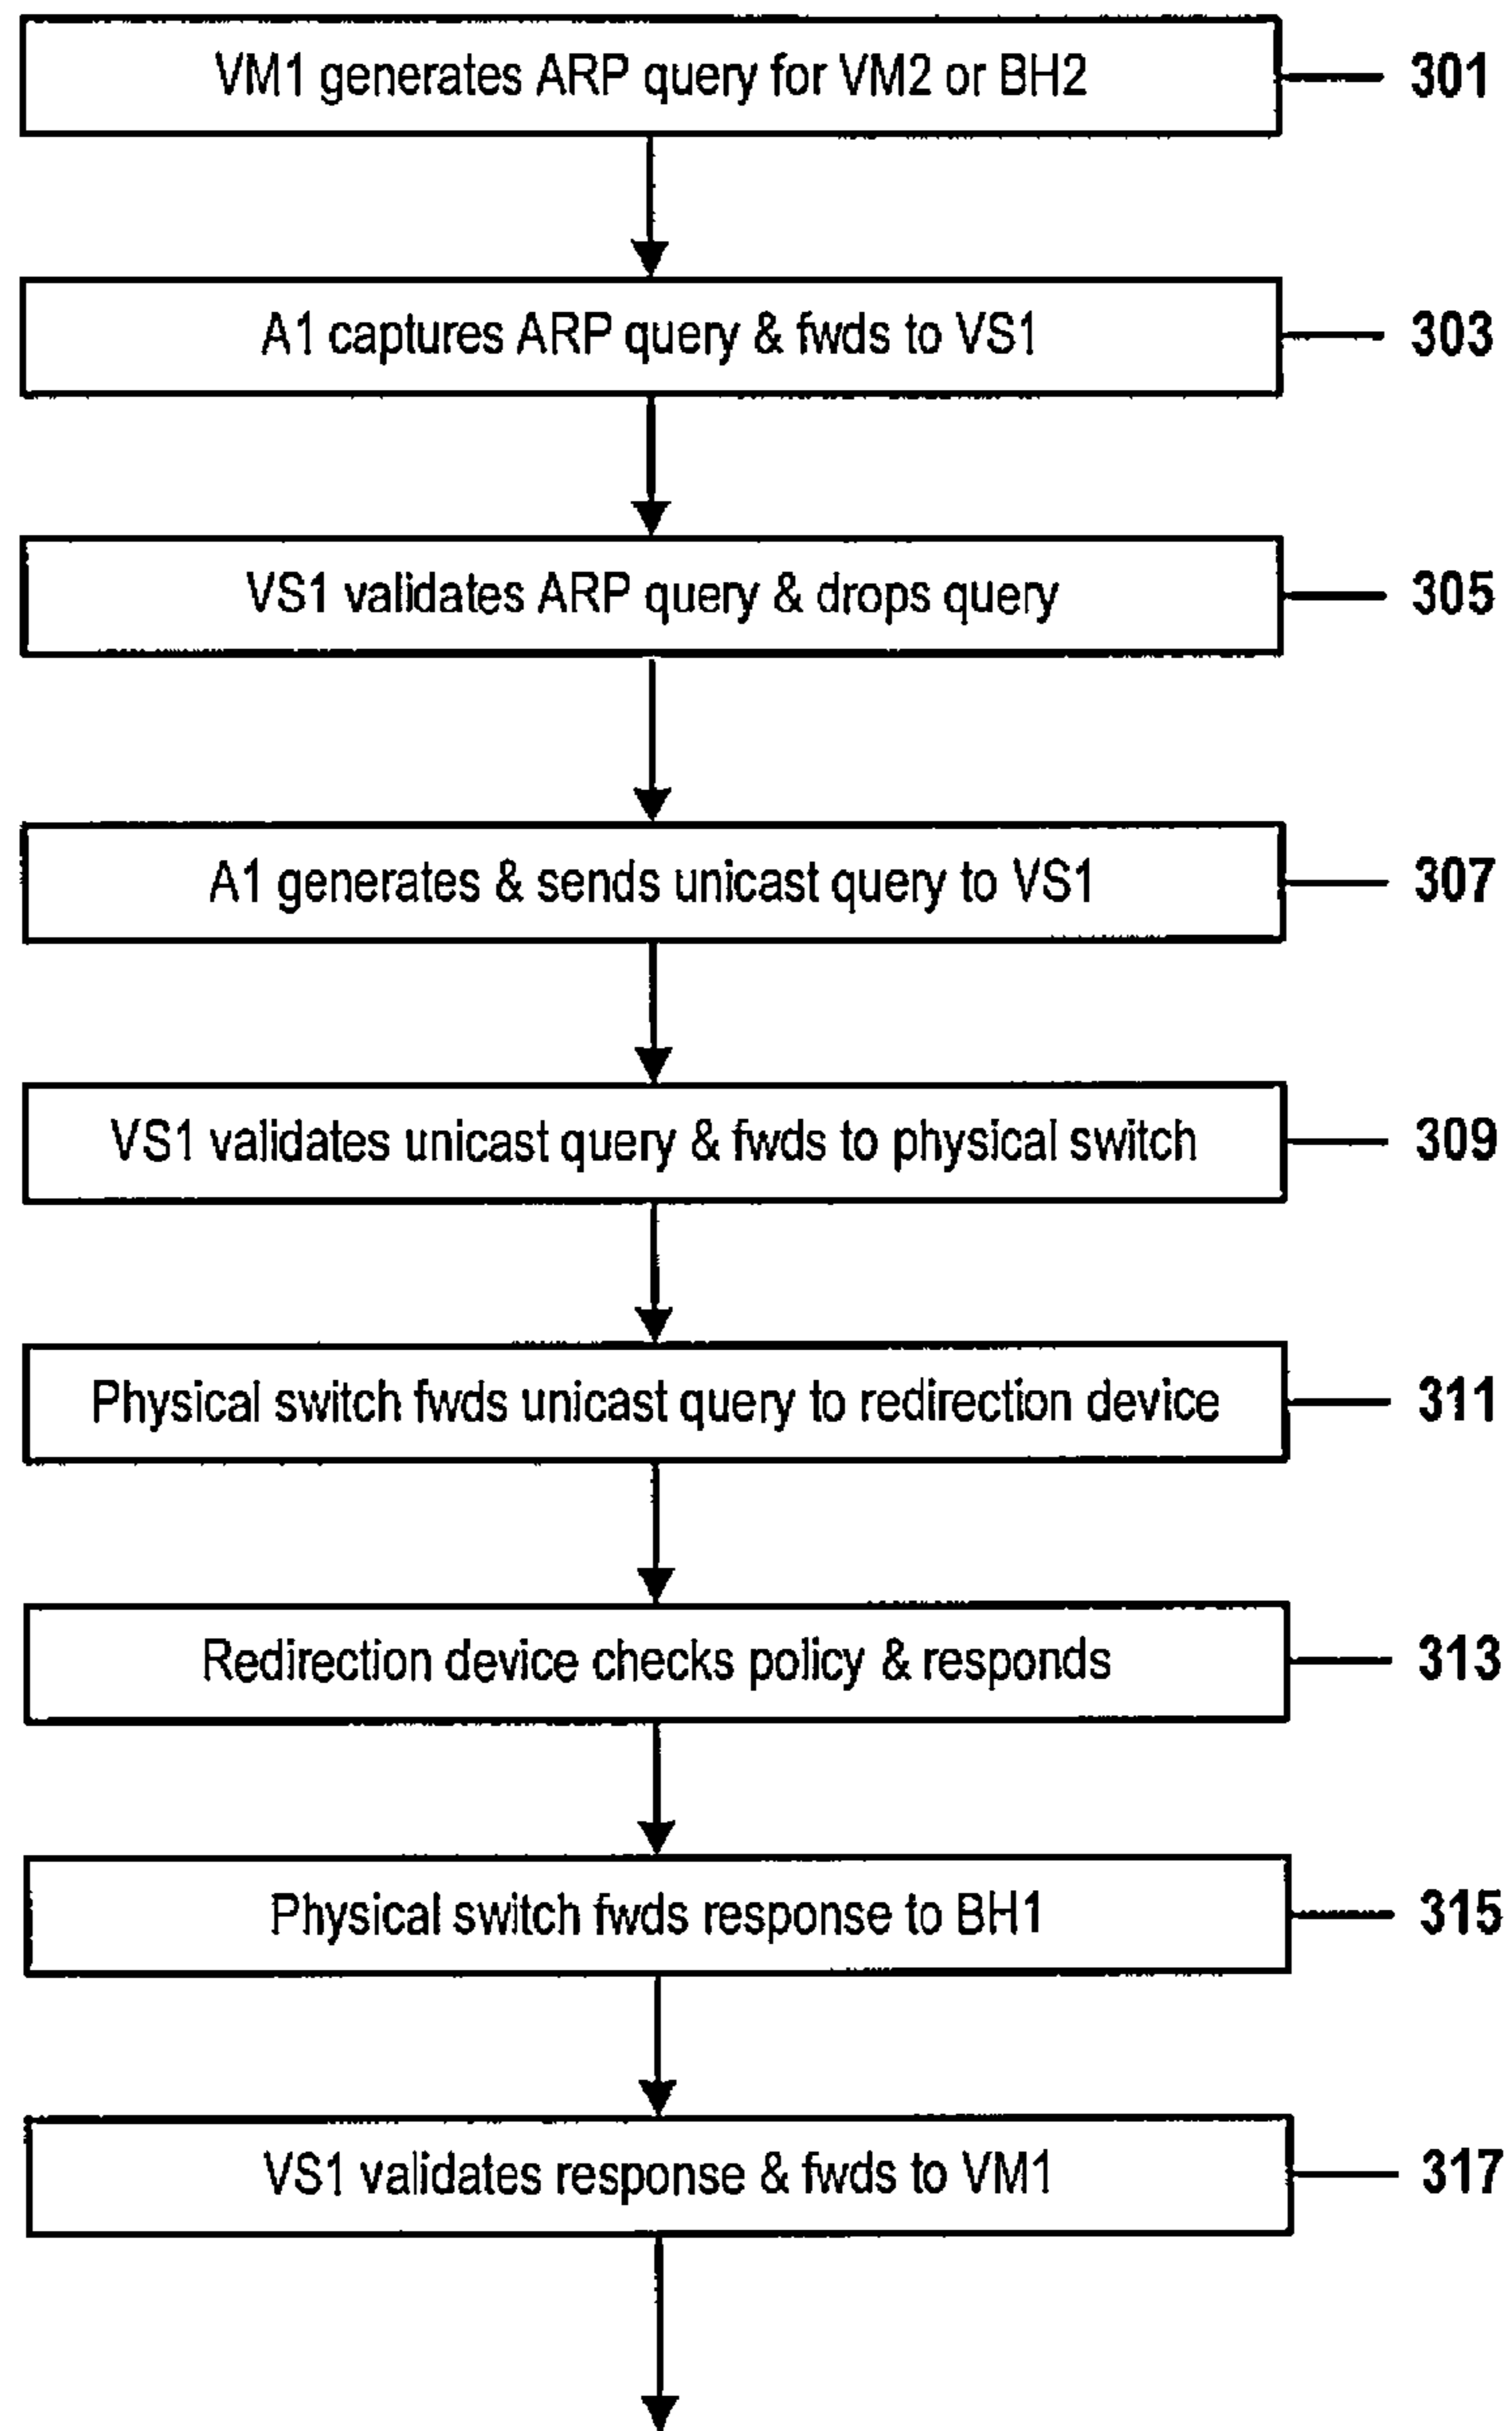 VM1 generates ARP query for VM2 or BH2 301
A1 captures ARP query & fwds to VS1 303
VS1 validates ARP query & drops query 305
A1 generates & sends unicast query to VS1 307
VS1 validates unicast query & fwds to physical switch 309
Physical switch fwds unicast query to redirection device 311
Redirection device checks policy & responds 313
Physical switch fwds response to BH1 315
VS1 validates response & fwds to VM1 317